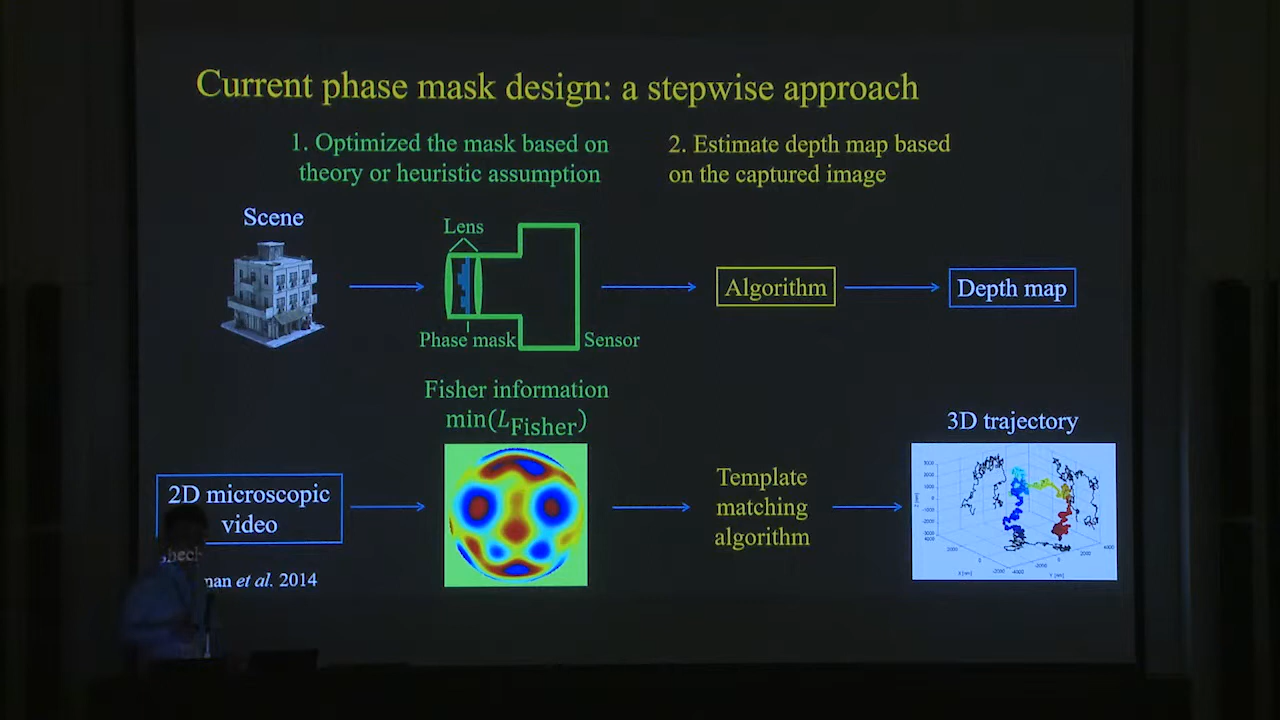 Current phase mask design: a stepwise approach
1. Optimized the mask based on
theory or heuristic assumption
2. Estimate depth map based
on the captured image
Scene
Lens
Phase mask
Sensor
Algorithm
Depth map
Fisher information
min(L_Fisher)
2D microscopic
video
Template
matching
algorithm
3D trajectory
et al. 2014